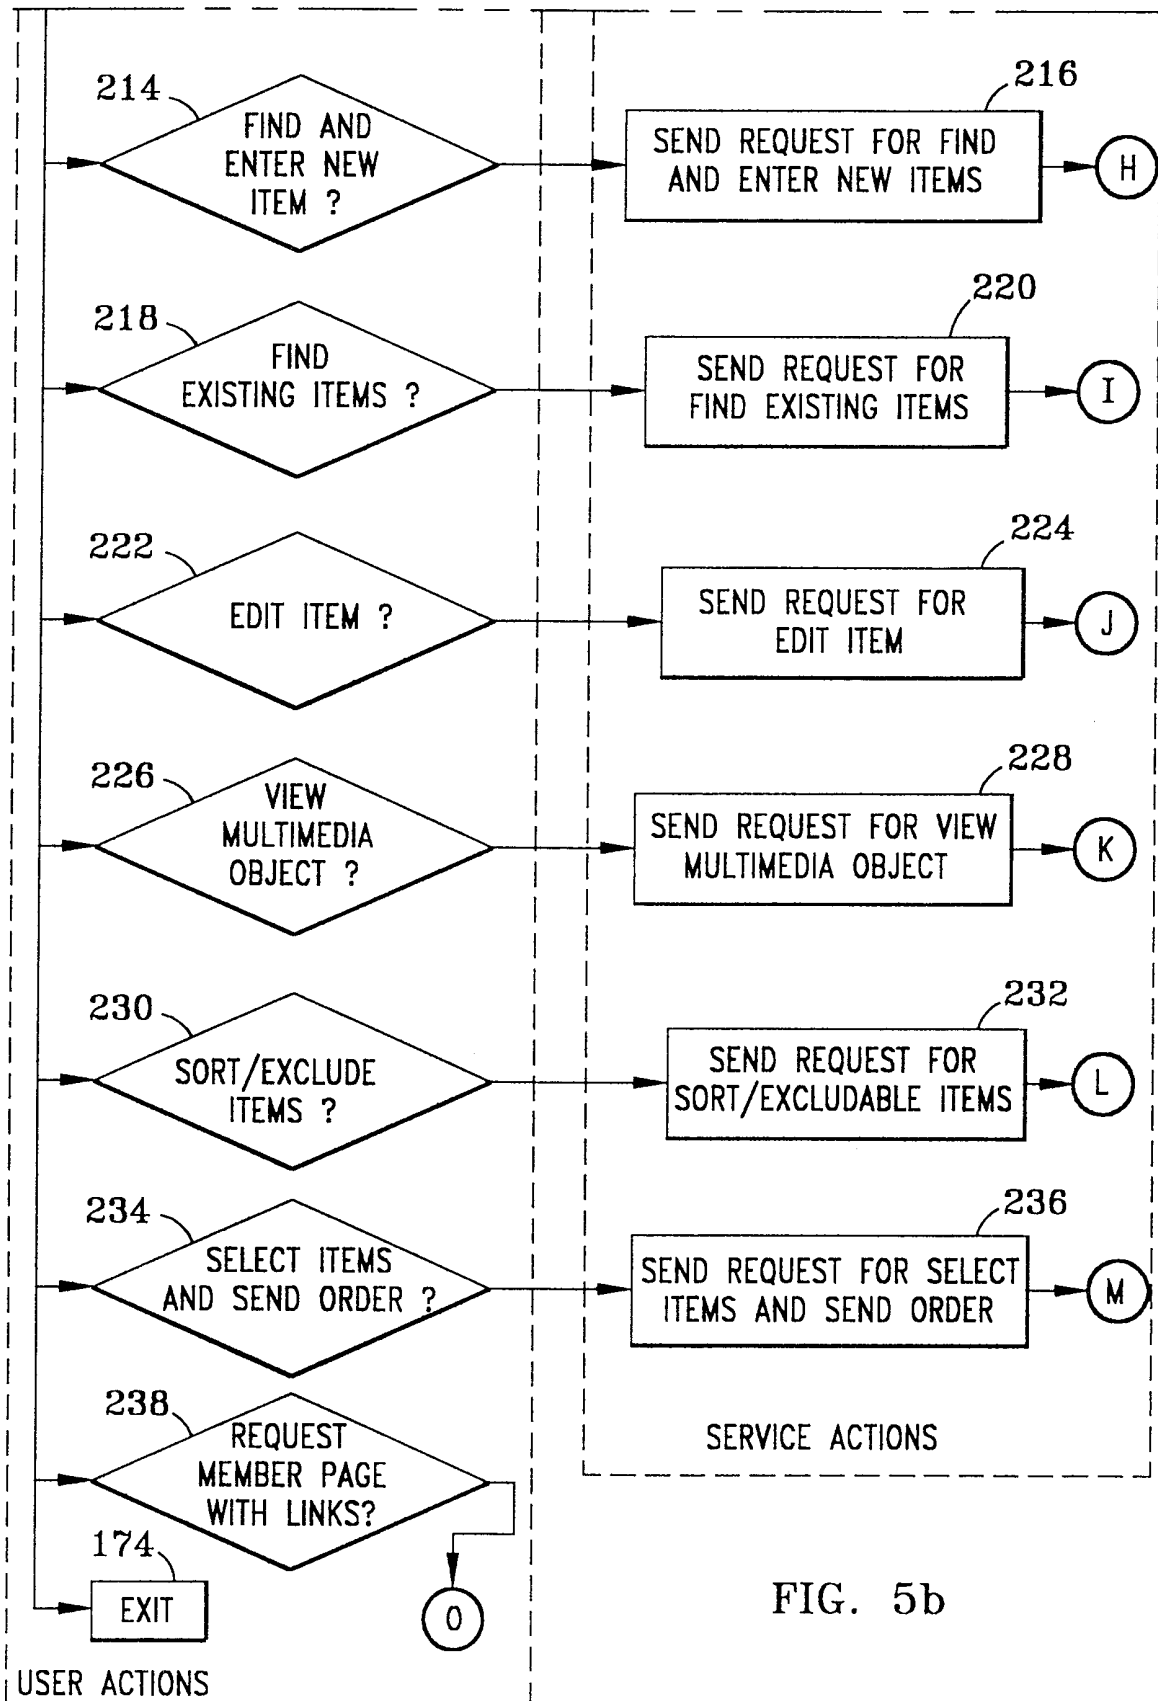 214
FIND AND
ENTER NEW
ITEM ?
216
SEND REQUEST FOR FIND
AND ENTER NEW ITEMS
H
218
FIND
EXISTING ITEMS ?
220
SEND REQUEST FOR
FIND EXISTING ITEMS
I
222
EDIT ITEM ?
224
SEND REQUEST FOR
EDIT ITEM
J
226
VIEW
MULTIMEDIA
OBJECT ?
228
SEND REQUEST FOR VIEW
MULTIMEDIA OBJECT
K
230
SORT/EXCLUDE
ITEMS ?
232
SEND REQUEST FOR
SORT/EXCLUDABLE ITEMS
L
234
SELECT ITEMS
AND SEND ORDER ?
236
SEND REQUEST FOR SELECT
ITEMS AND SEND ORDER
M
238
REQUEST
MEMBER PAGE
WITH LINKS?
O
SERVICE ACTIONS
174
EXIT
USER ACTIONS
FIG. 5b